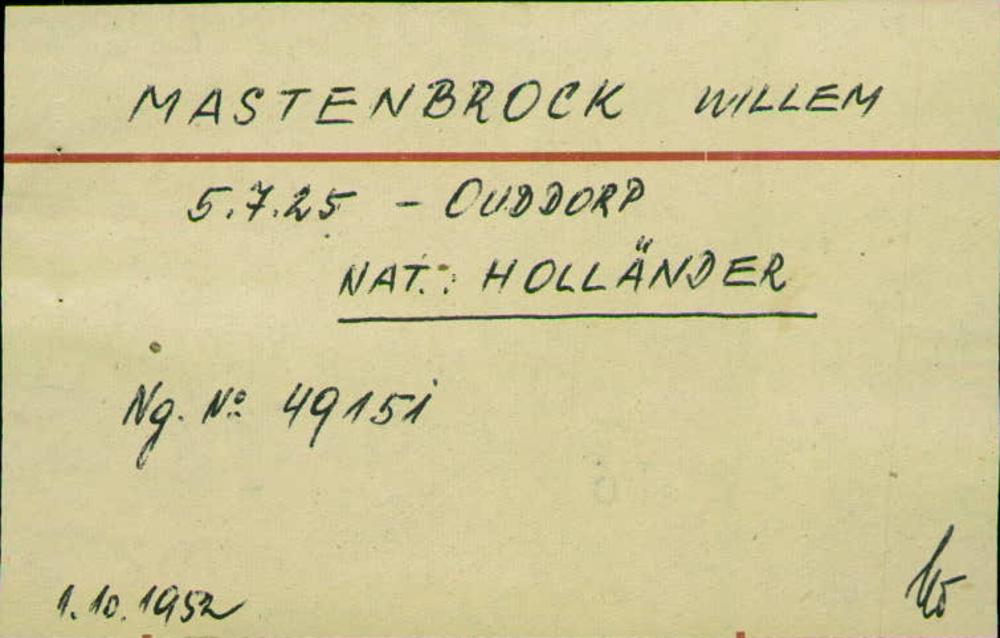 MASTENBROCK WILLEM
5.7.25 - OUDDORP
NAT.: HOLLÄNDER
Ng. No 49151
1.10.1952